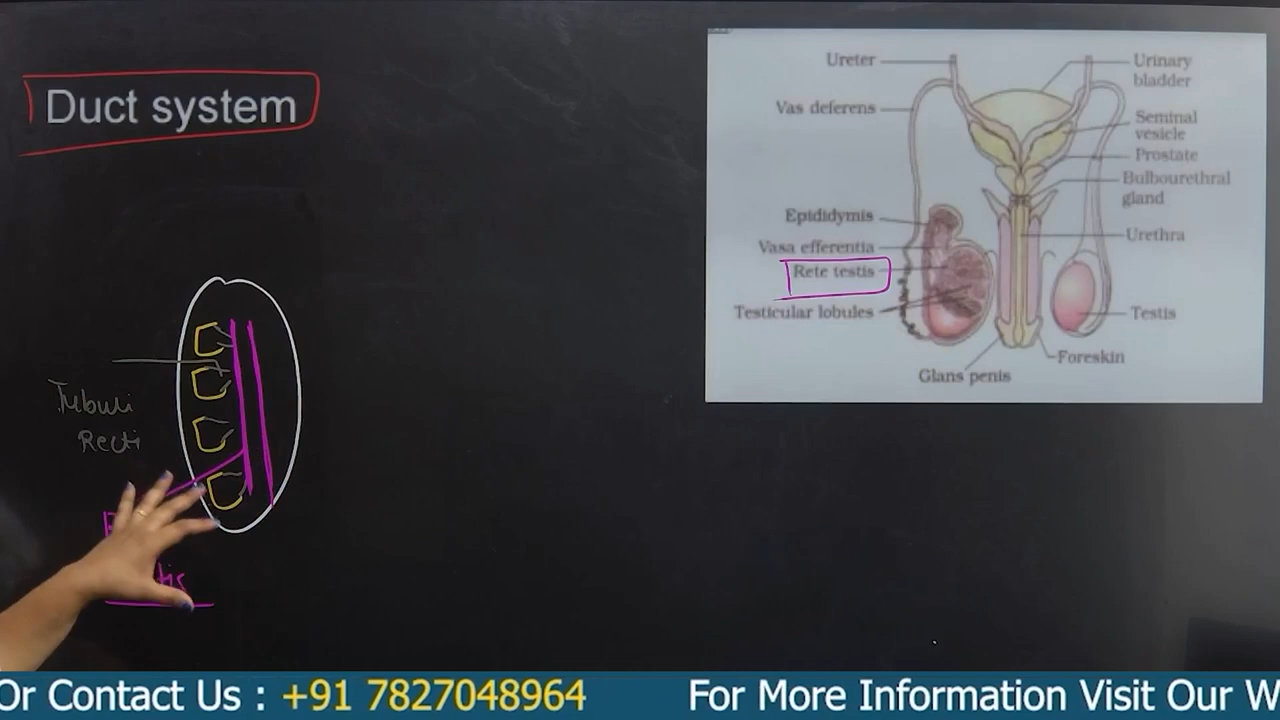 Duct system
Ureter
Vas deferens
Epididymis
Vasa efferentia
Rete testis
Testicular lobules
Glans penis
Urinary
bladder
Seminal
vesicle
Prostate
Bulbourethral
gland
Urethra
Testis
Foreskin
Tubuli
Recti
Or Contact Us : +91 7827048964
For More Information Visit Our W